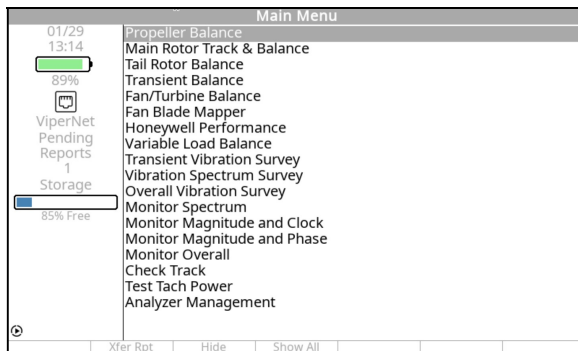 Main Menu
01/29
13:14
89%
ViperNet
Pending
Reports
1
Storage
85% Free
Propeller Balance
Main Rotor Track & Balance
Tail Rotor Balance
Transient Balance
Fan/Turbine Balance
Fan Blade Mapper
Honeywell Performance
Variable Load Balance
Transient Vibration Survey
Vibration Spectrum Survey
Overall Vibration Survey
Monitor Spectrum
Monitor Magnitude and Clock
Monitor Magnitude and Phase
Monitor Overall
Check Track
Test Tach Power
Analyzer Management
Xfer Rpt
Hide
Show All